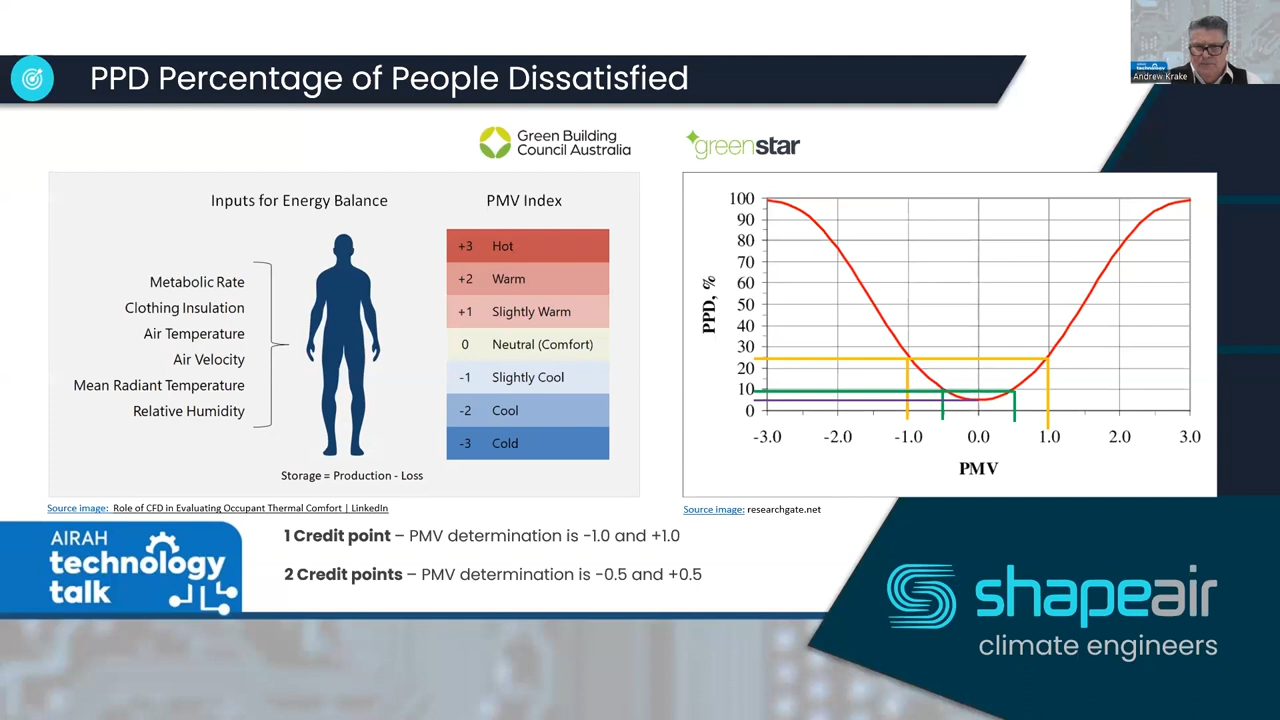 PPD Percentage of People Dissatisfied
AIRAH
technology
Andrew Krake
Green Building
Council Australia
greenstar
Inputs for Energy Balance
Metabolic Rate
Clothing Insulation
Air Temperature
Air Velocity
Mean Radiant Temperature
Relative Humidity
Storage = Production - Loss
PMV Index
+3 Hot
+2 Warm
+1 Slightly Warm
0 Neutral (Comfort)
-1 Slightly Cool
-2 Cool
-3 Cold
PPD, %
100
90
80
70
60
50
40
30
20
10
0
-3.0 -2.0 -1.0 0.0 1.0 2.0 3.0
PMV
Source image: Role of CFD in Evaluating Occupant Thermal Comfort | LinkedIn
Source image: researchgate.net
1 Credit point – PMV determination is -1.0 and +1.0
2 Credit points – PMV determination is -0.5 and +0.5
AIRAH
technology
talk
shapeair
climate engineers